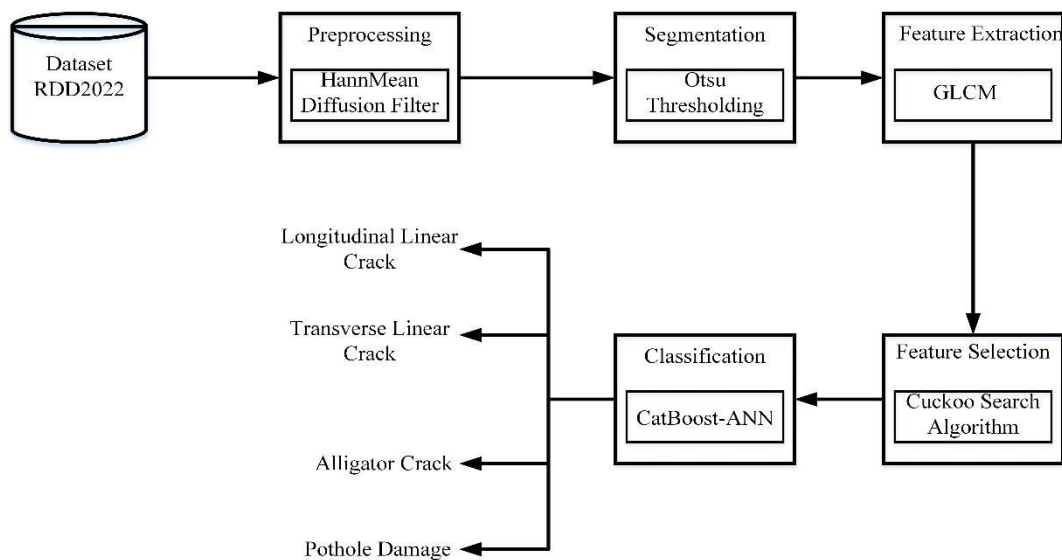 Dataset
RDD2022
Preprocessing
HannMean
Diffusion Filter
Segmentation
Otsu
Thresholding
Feature Extraction
GLCM
Feature Selection
Cuckoo Search
Algorithm
Classification
CatBoost-ANN
Longitudinal Linear
Crack
Transverse Linear
Crack
Alligator Crack
Pothole Damage